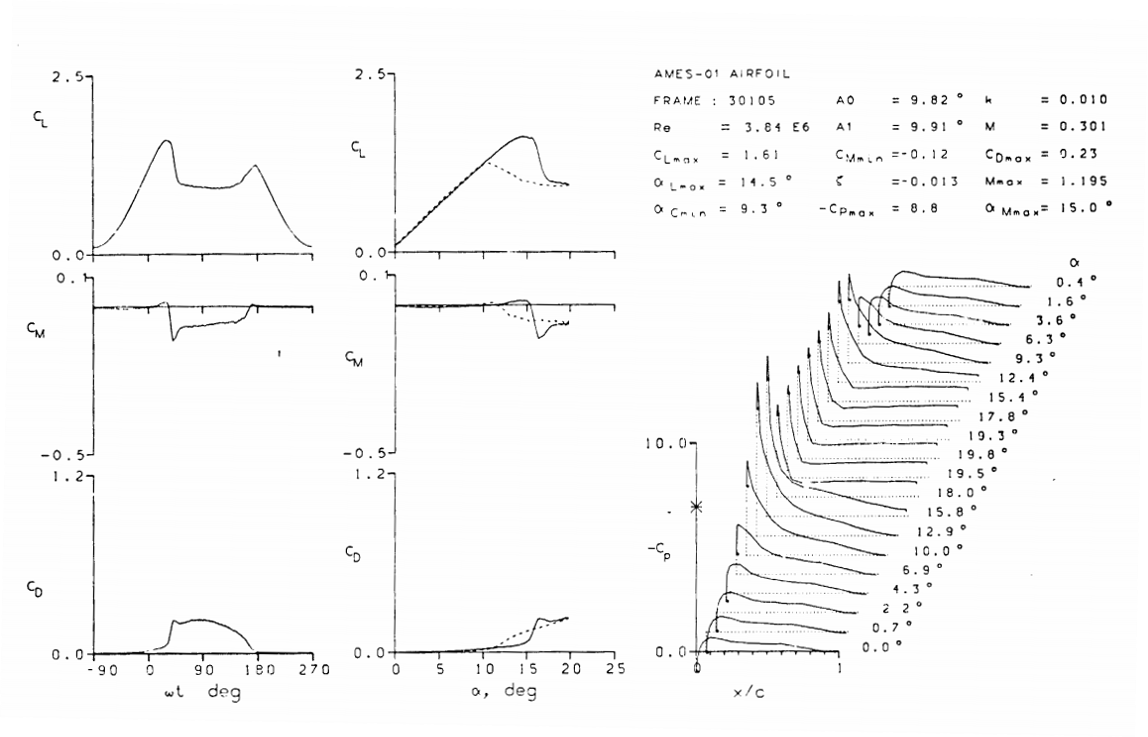 AMES-01 AIRFOIL
FRAME : 30105 A0 = 9.82 ° k = 0.010
Re = 3.84 E6 A1 = 9.91 ° M = 0.301
CLmax = 1.61 CMmin =-0.12 CDmax = 0.23
αLmax = 14.5 ° ζ =-0.013 Mmax = 1.195
αCmin = 9.3 ° -Cpmax = 8.8 αMmax= 15.0 °
2.5
CL
0.0
0.1
CM
-0.5
1.2
CD
0.0
-90 0 90 180 270
ωt deg
2.5
CL
0.0
0.1
CM
-0.5
1.2
CD
0.0
0 5 10 15 20 25
α, deg
α
0.4°
1.6°
3.6°
6.3°
9.3°
12.4°
15.4°
17.8°
19.3°
19.8°
19.5°
18.0°
15.8°
12.9°
10.0°
6.9°
4.3°
2 2°
0.7°
0.0°
10.0
-Cp
0.0
0 1
x/c